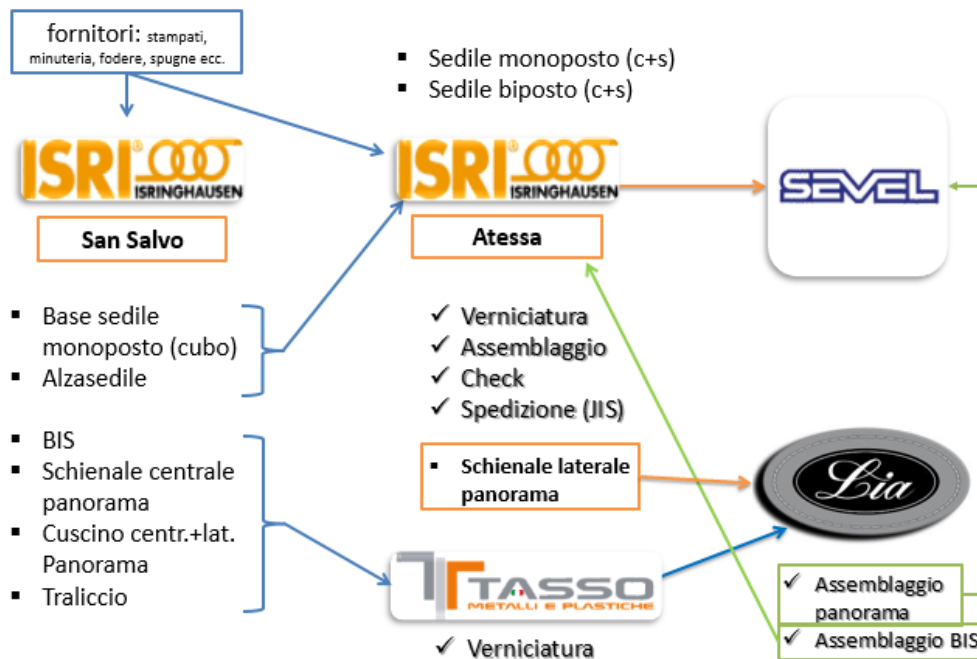 fornitori: stampati,
minuteria, fodere, spugne ecc.
▪ Sedile monoposto (c+s)
▪ Sedile biposto (c+s)
ISRI®
ISRINGHAUSEN
ISRI®
ISRINGHAUSEN
SEVEL
San Salvo
Atessa
▪ Base sedile
monoposto (cubo)
▪ Alzasedile
✓ Verniciatura
✓ Assemblaggio
✓ Check
✓ Spedizione (JIS)
▪ BIS
▪ Schienale centrale
panorama
▪ Cuscino centr.+lat.
Panorama
▪ Traliccio
▪ Schienale laterale
panorama
Lia
TASSO
METALLI E PLASTICHE
✓ Verniciatura
✓ Assemblaggio
panorama
✓ Assemblaggio BIS